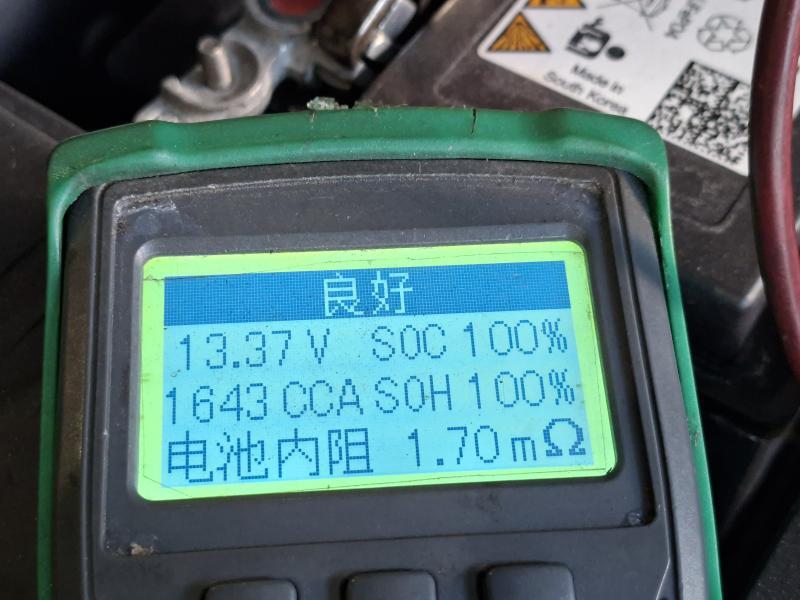 Made in
South Korea
良好
13.37 V SOC 100%
1643 CCA SOH 100%
电池内阻 1.70 mΩ